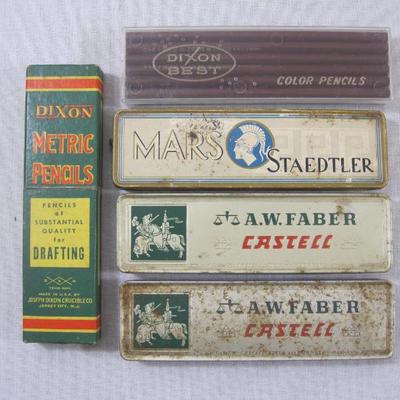 DIXON
METRIC
PENCILS
PENCILS
of
SUBSTANTIAL
QUALITY
for
DRAFTING
MADE IN U.S.A. BY
JOSEPH DIXON CRUCIBLE CO.
JERSEY CITY, N.J.
DIXON
BEST
COLOR PENCILS
MARS STAEDTLER
A.W. FABER
CASTELL
A.W. FABER
CASTELL